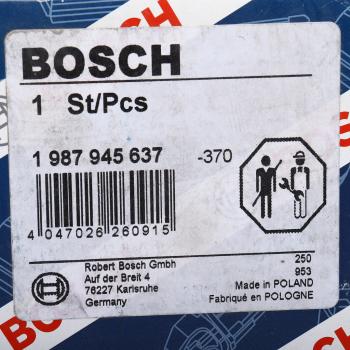 BOSCH
1 St/Pcs
1 987 945 637 -370
4 047026 260915
Robert Bosch Gmbh 250
Auf der Breit 4 953
76227 Karlsruhe Made in POLAND
Germany Fabriqué en POLOGNE
BOSCH